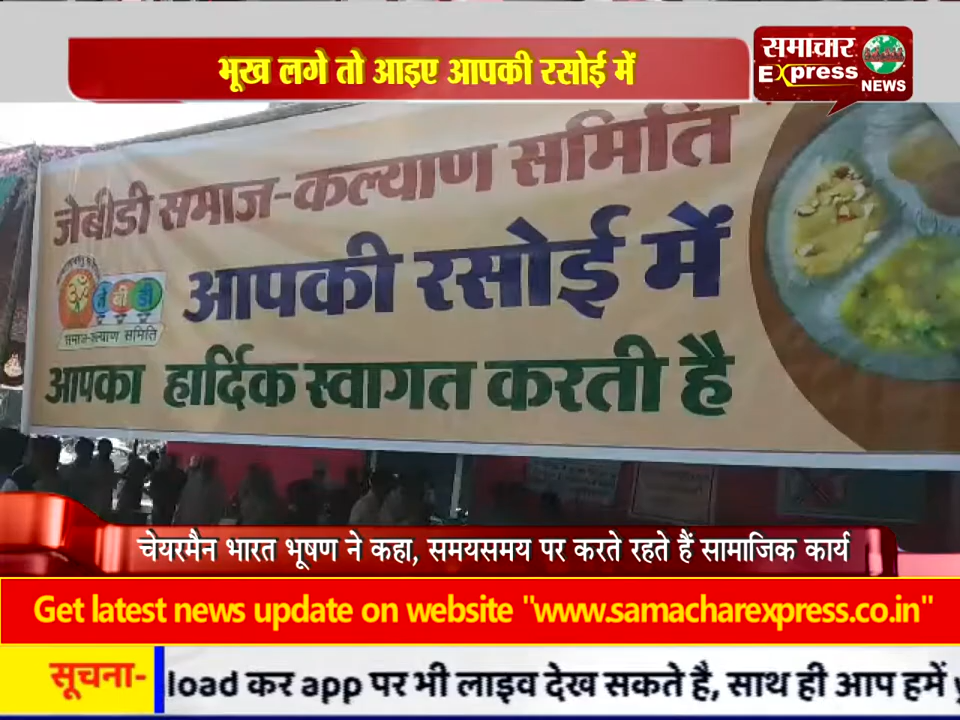 भूख लगे तो आइए आपकी रसोई में
समाचार
Express
NEWS
जेबीडी समाज-कल्याण समिति
आपकी रसोई में
जे बी डी
समाज-कल्याण समिति
आपका हार्दिक स्वागत करती है
चेयरमैन भारत भूषण ने कहा, समयसमय पर करते रहते हैं सामाजिक कार्य
Get latest news update on website "www.samacharexpress.co.in"
सूचना- load कर app पर भी लाइव देख सकते है, साथ ही आप हमें